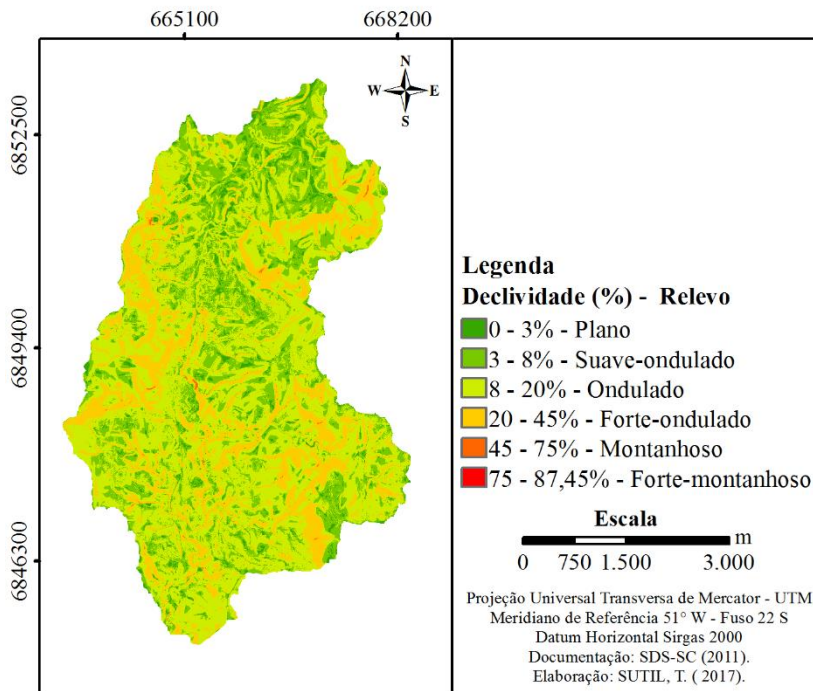 665100 668200
6852500
6849400
6846300
N
W E
S
Legenda
Declividade (%) - Relevo
0 - 3% - Plano
3 - 8% - Suave-ondulado
8 - 20% - Ondulado
20 - 45% - Forte-ondulado
45 - 75% - Montanhoso
75 - 87,45% - Forte-montanhoso
Escala
m
0 750 1.500 3.000
Projeção Universal Transversa de Mercator - UTM
Meridiano de Referência 51° W - Fuso 22 S
Datum Horizontal Sirgas 2000
Documentação: SDS-SC (2011).
Elaboração: SUTIL, T. ( 2017).